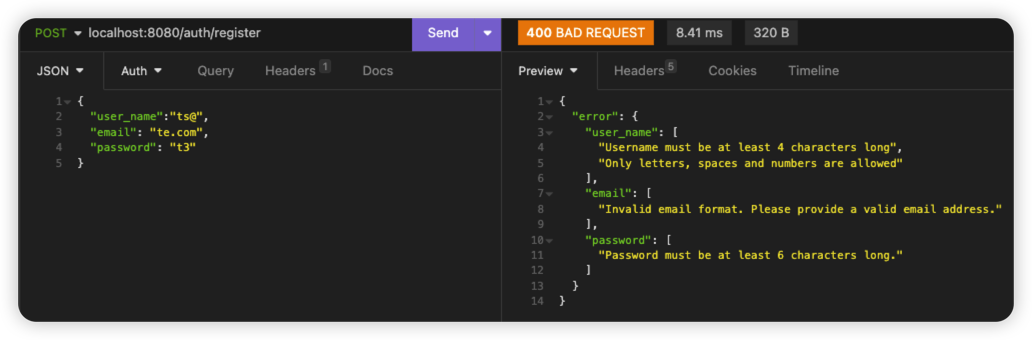 POST localhost:8080/auth/register Send
400 BAD REQUEST 8.41 ms 320 B
JSON Auth Query Headers 1 Docs
Preview Headers 5 Cookies Timeline
1 {
2 "user_name":"ts@",
3 "email": "te.com",
4 "password": "t3"
5 }
1 {
2 "error": {
3 "user_name": [
4 "Username must be at least 4 characters long",
5 "Only letters, spaces and numbers are allowed"
6 ],
7 "email": [
8 "Invalid email format. Please provide a valid email address."
9 ],
10 "password": [
11 "Password must be at least 6 characters long."
12 ]
13 }
14 }